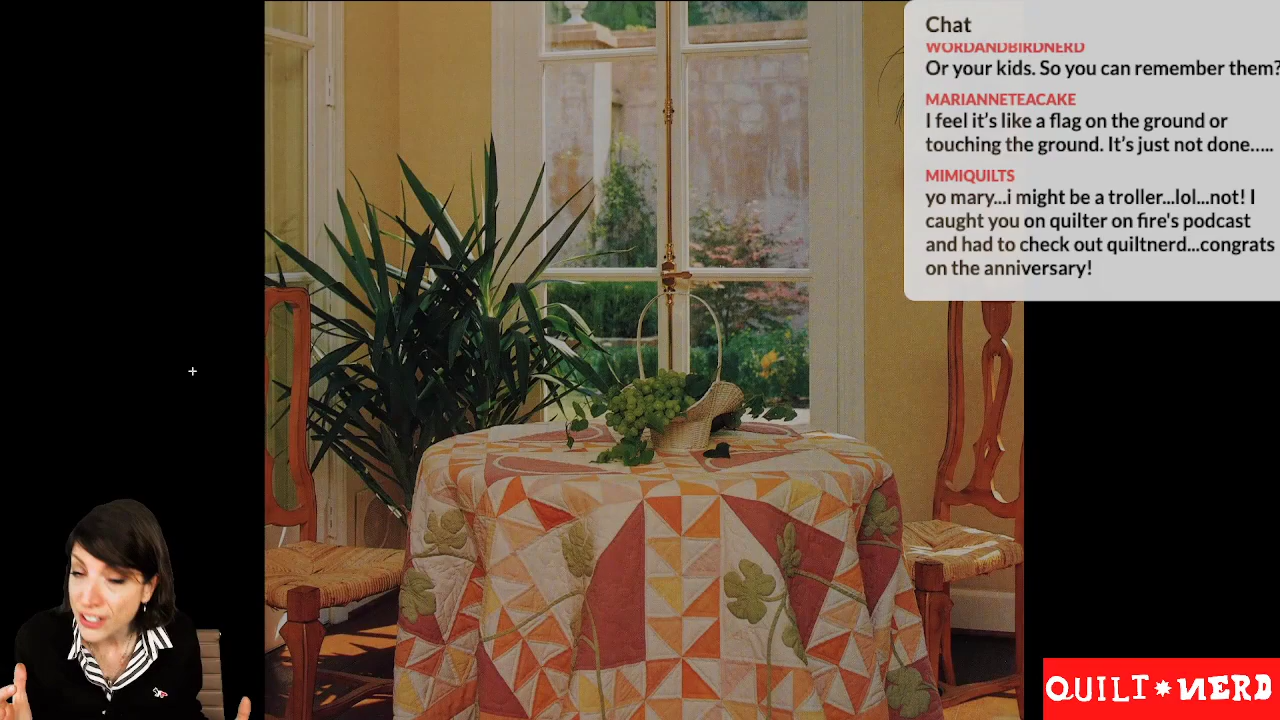 Chat
WORDANDBIRDNERD
Or your kids. So you can remember them?
MARIANNETEACAKE
I feel it's like a flag on the ground or
touching the ground. It's just not done.....
MIMIQUILTS
yo mary...i might be a troller...lol...not! I
caught you on quilter on fire's podcast
and had to check out quiltnerd...congrats
on the anniversary!
QUILT*NERD